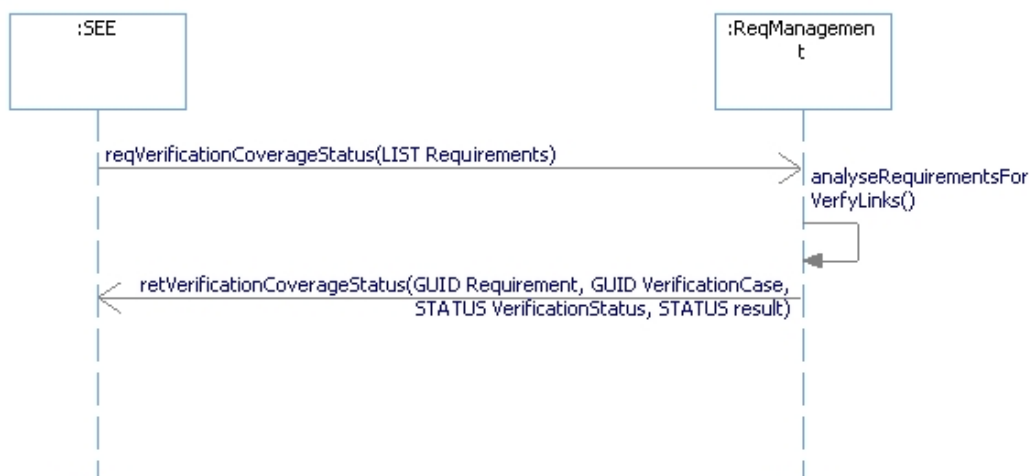 :SEE
:ReqManagemen
t
reqVerificationCoverageStatus(LIST Requirements)
analyseRequirementsFor
VerfyLinks()
retVerificationCoverageStatus(GUID Requirement, GUID VerificationCase,
STATUS VerificationStatus, STATUS result)